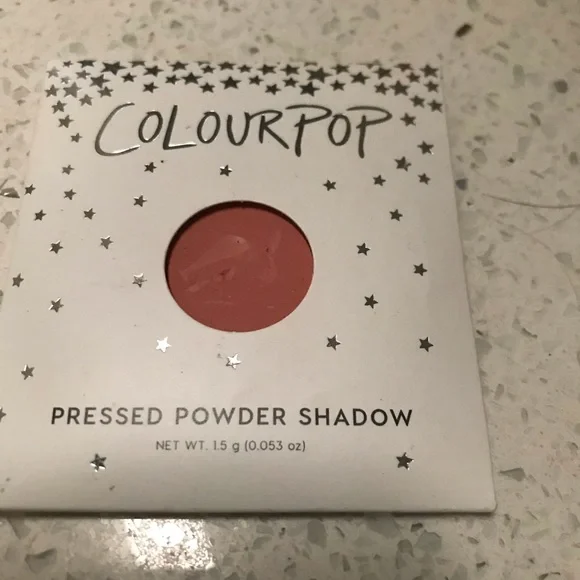 COLOURPOP
PRESSED POWDER SHADOW
NET WT. 1.5 g (0.053 oz)